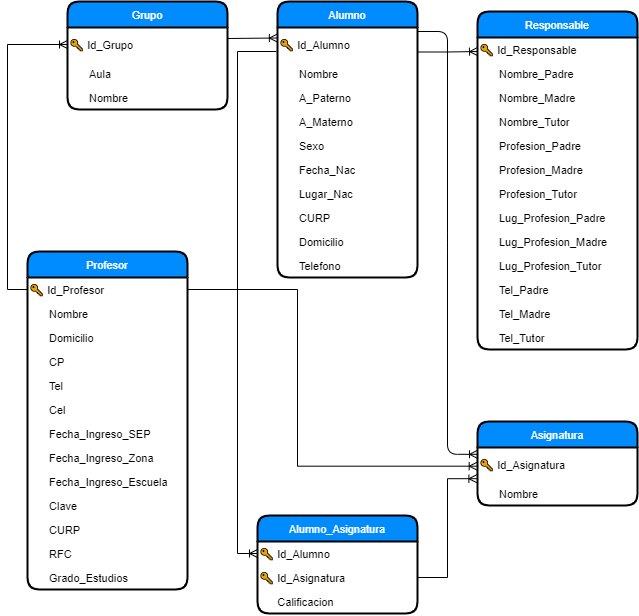 Grupo
Id_Grupo
Aula
Nombre
Alumno
Id_Alumno
Nombre
A_Paterno
A_Materno
Sexo
Fecha_Nac
Lugar_Nac
CURP
Domicilio
Telefono
Responsable
Id_Responsable
Nombre_Padre
Nombre_Madre
Nombre_Tutor
Profesion_Padre
Profesion_Madre
Profesion_Tutor
Lug_Profesion_Padre
Lug_Profesion_Madre
Lug_Profesion_Tutor
Tel_Padre
Tel_Madre
Tel_Tutor
Profesor
Id_Profesor
Nombre
Domicilio
CP
Tel
Cel
Fecha_Ingreso_SEP
Fecha_Ingreso_Zona
Fecha_Ingreso_Escuela
Clave
CURP
RFC
Grado_Estudios
Asignatura
Id_Asignatura
Nombre
Alumno_Asignatura
Id_Alumno
Id_Asignatura
Calificacion